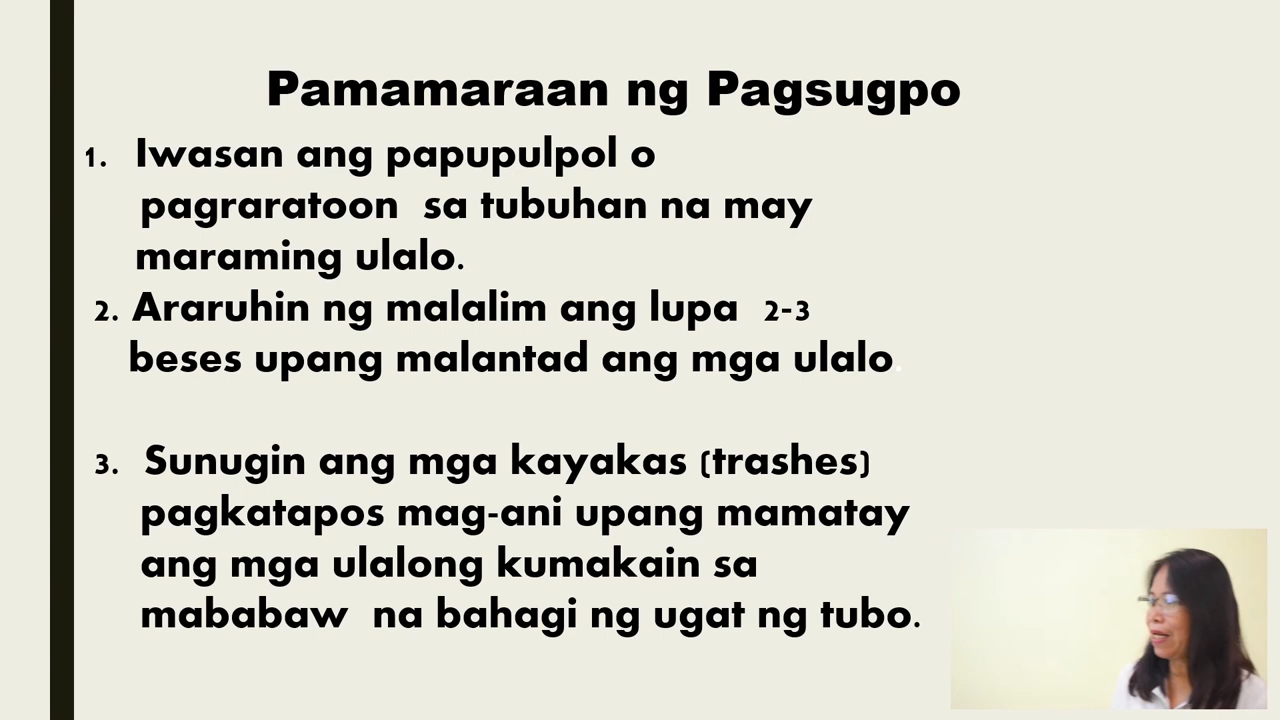 Pamamaraan ng Pagsugpo
1. Iwasan ang papupulpol o
pagraratoon sa tubuhan na may
maraming ulalo.
2. Araruhin ng malalim ang lupa 2-3
beses upang malantad ang mga ulalo.
3. Sunugin ang mga kayakas (trashes)
pagkatapos mag-ani upang mamatay
ang mga ulalong kumakain sa
mababaw na bahagi ng ugat ng tubo.